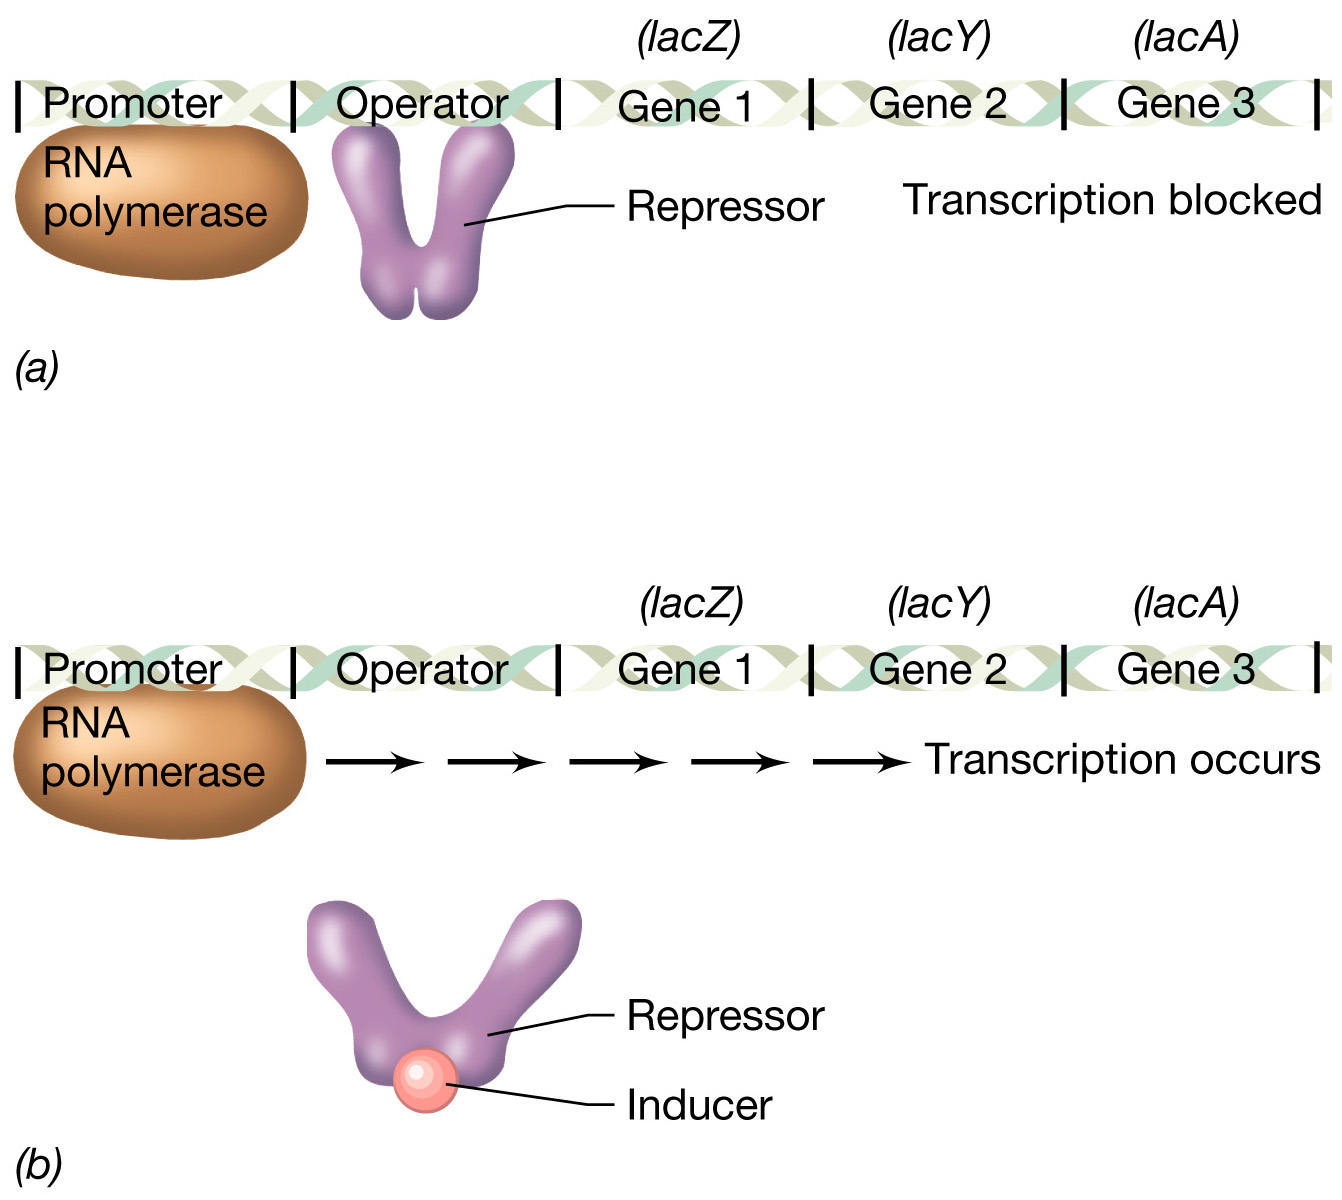 (lacZ) (lacY) (lacA)
Promoter Operator Gene 1 Gene 2 Gene 3
RNA
polymerase
Repressor
Transcription blocked
(a)
(lacZ) (lacY) (lacA)
Promoter Operator Gene 1 Gene 2 Gene 3
RNA
polymerase
Transcription occurs
Repressor
Inducer
(b)